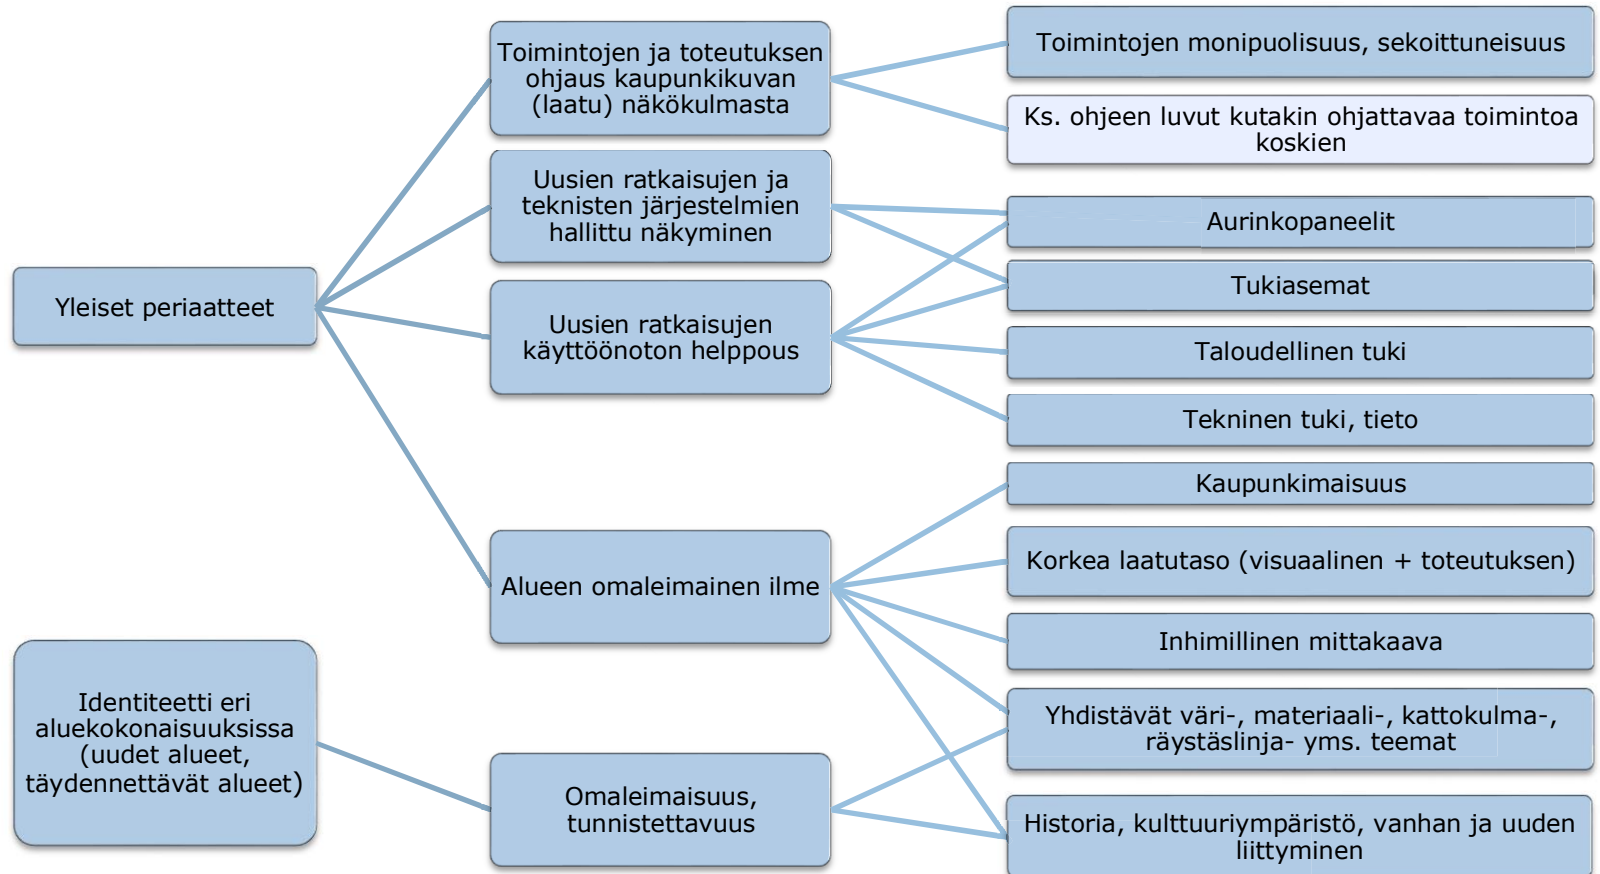 Yleiset periaatteet
Identiteetti eri
aluekokonaisuuksissa
(uudet alueet,
täydennettävät alueet)
Toimintojen ja toteutuksen
ohjaus kaupunkikuvan
(laatu) näkökulmasta
Uusien ratkaisujen ja
teknisten järjestelmien
hallittu näkyminen
Uusien ratkaisujen
käyttöönoton helppous
Alueen omaleimainen ilme
Omaleimaisuus,
tunnistettavuus
Toimintojen monipuolisuus, sekoittuneisuus
Ks. ohjeen luvut kutakin ohjattavaa toimintoa
koskien
Aurinkopaneelit
Tukiasemat
Taloudellinen tuki
Tekninen tuki, tieto
Kaupunkimaisuus
Korkea laatutaso (visuaalinen + toteutuksen)
Inhimillinen mittakaava
Yhdistävät väri-, materiaali-, kattokulma-,
räystäslinja- yms. teemat
Historia, kulttuuriympäristö, vanhan ja uuden
liittyminen